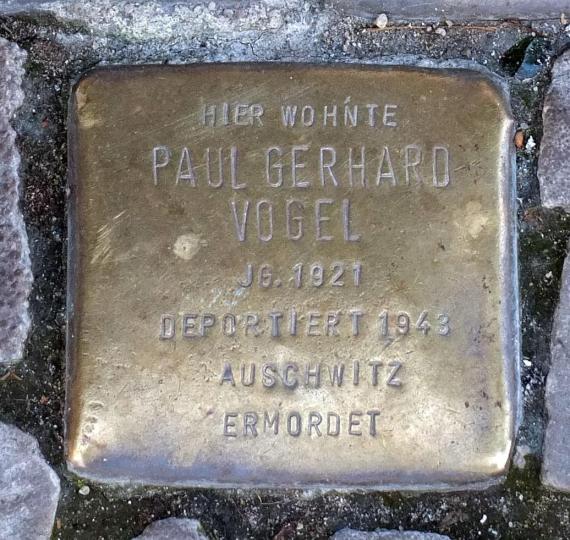 HIER WOHNTE
PAUL GERHARD
VOGEL
JG. 1921
DEPORTIERT 1943
AUSCHWITZ
ERMORDET